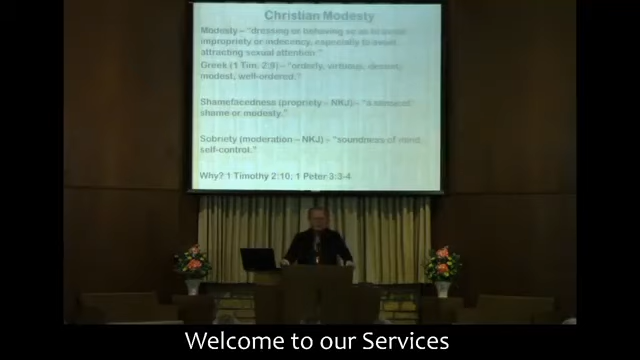 Christian Modesty
Modesty – "dressing or behaving so as to avoid
impropriety or indecency, especially to avoid
attracting sexual attention."
Greek (1 Tim. 2:9) – "orderly, virtuous, decent,
modest, well-ordered."
Shamefacedness (propriety – NKJ)– "a sense of
shame or modesty."
Sobriety (moderation – NKJ) – "soundness of mind,
self-control."
Why? 1 Timothy 2:10; 1 Peter 3:3-4
Welcome to our Services